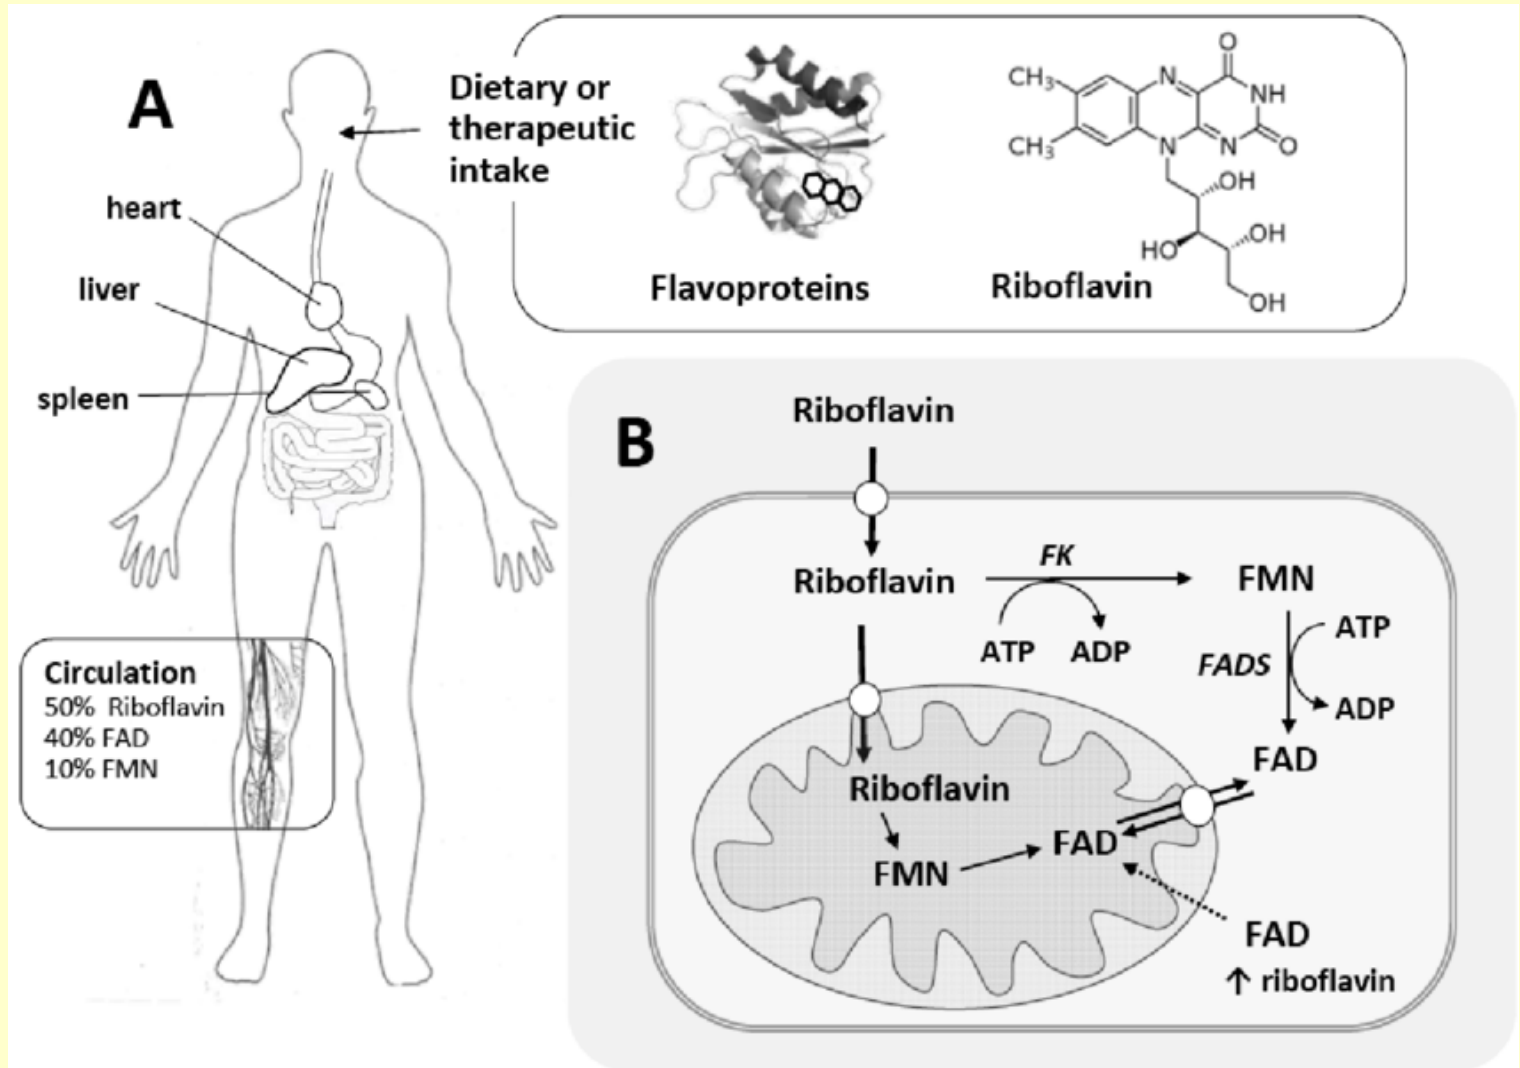 A
Dietary or
therapeutic
intake
heart
liver
spleen
Flavoproteins
Riboflavin
CH3
CH3
N
N
N
NH
O
O
OH
HO
OH
OH
Circulation
50% Riboflavin
40% FAD
10% FMN
B
Riboflavin
Riboflavin
FK
FMN
ATP
ADP
FADS
ATP
ADP
FAD
Riboflavin
FMN
FAD
FAD
↑ riboflavin